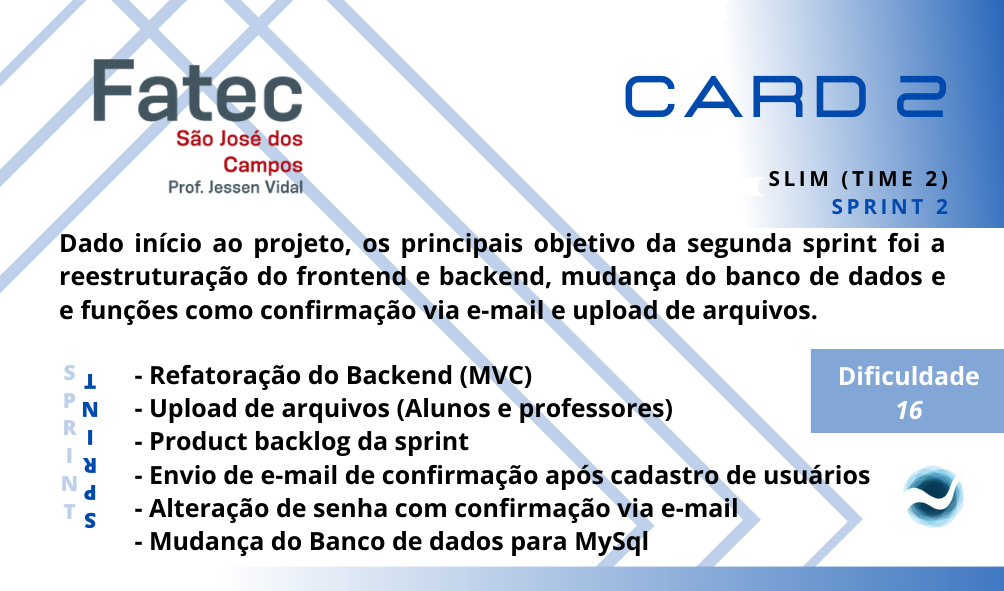 Fatec
São José dos
Campos
Prof. Jessen Vidal
CARD 2
SLIM (TIME 2)
SPRINT 2
Dado início ao projeto, os principais objetivo da segunda sprint foi a
reestruturação do frontend e backend, mudança do banco de dados e
e funções como confirmação via e-mail e upload de arquivos.
SPRINT
SPRINT
- Refatoração do Backend (MVC)
- Upload de arquivos (Alunos e professores)
- Product backlog da sprint
- Envio de e-mail de confirmação após cadastro de usuários
- Alteração de senha com confirmação via e-mail
- Mudança do Banco de dados para MySql
Dificuldade
16